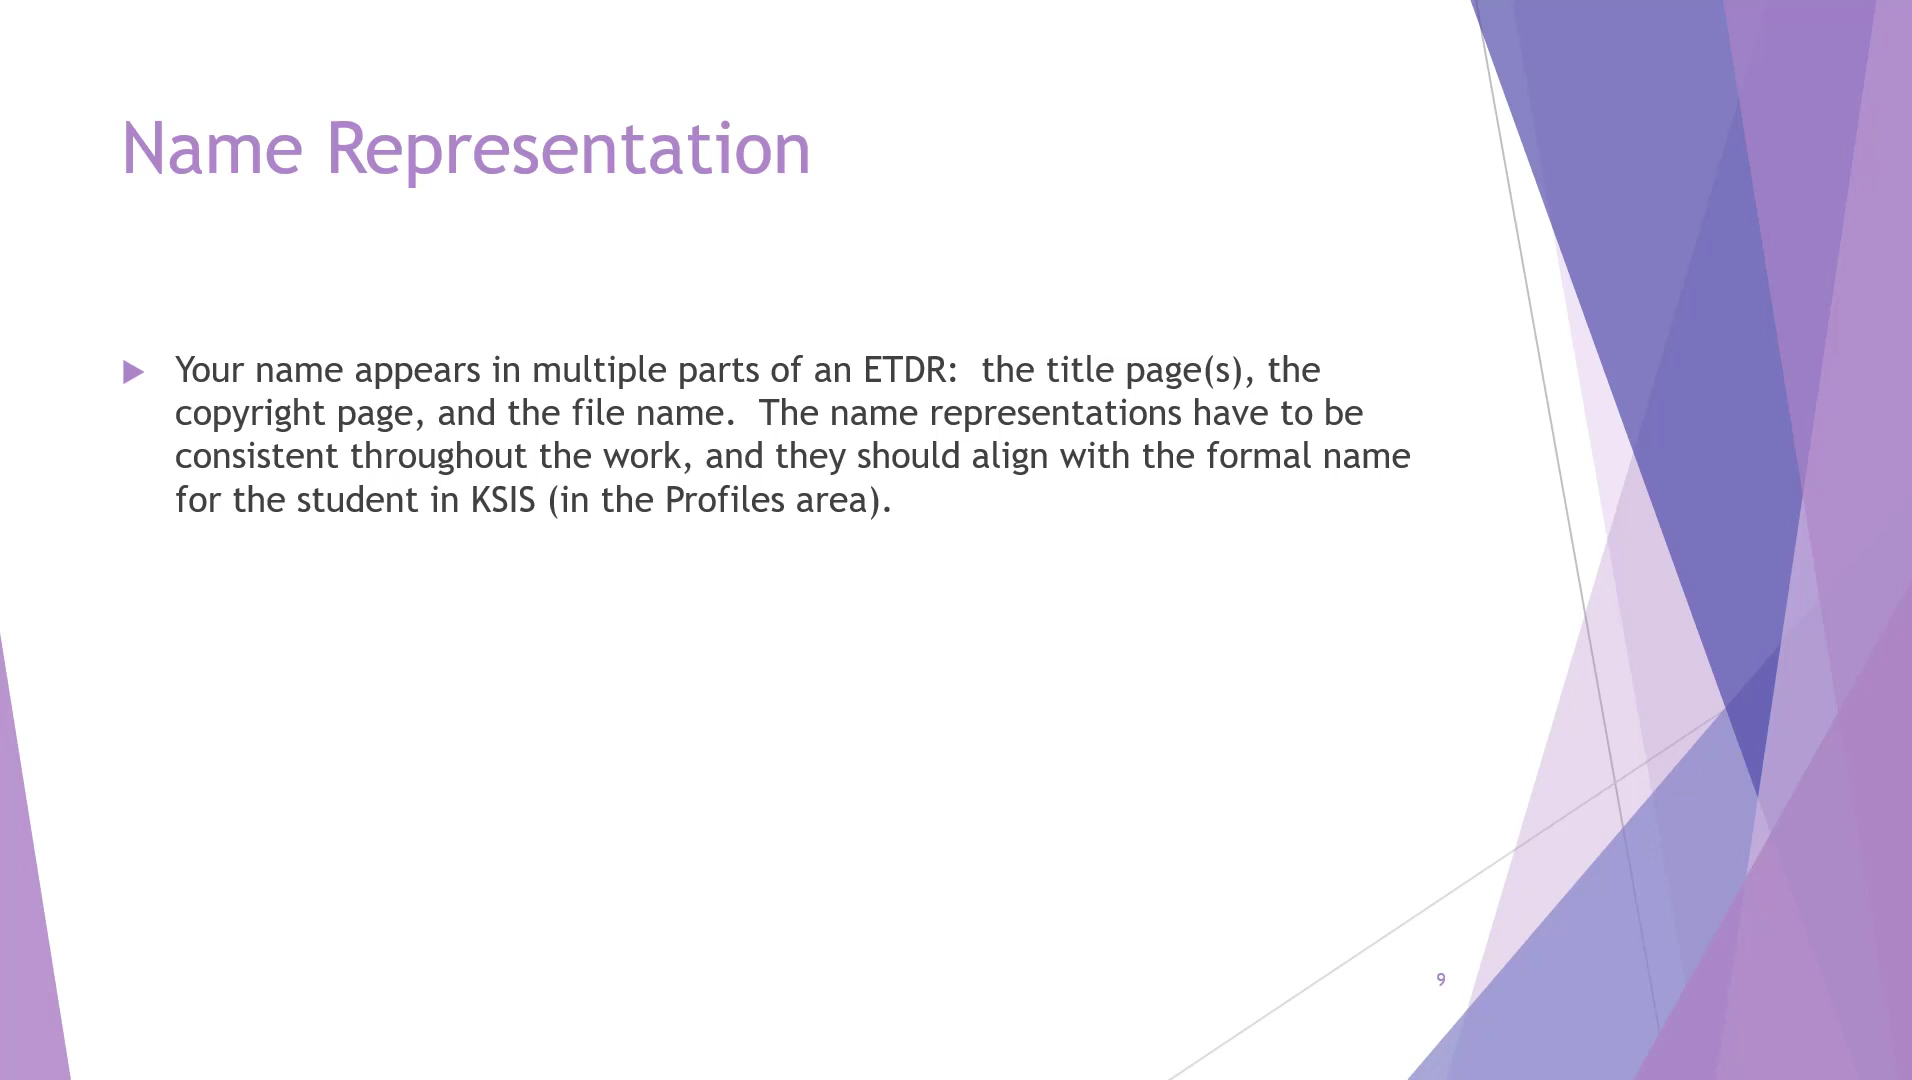 Name Representation
Your name appears in multiple parts of an ETDR:  the title page(s), the
copyright page, and the file name.  The name representations have to be
consistent throughout the work, and they should align with the formal name
for the student in KSIS (in the Profiles area).
9